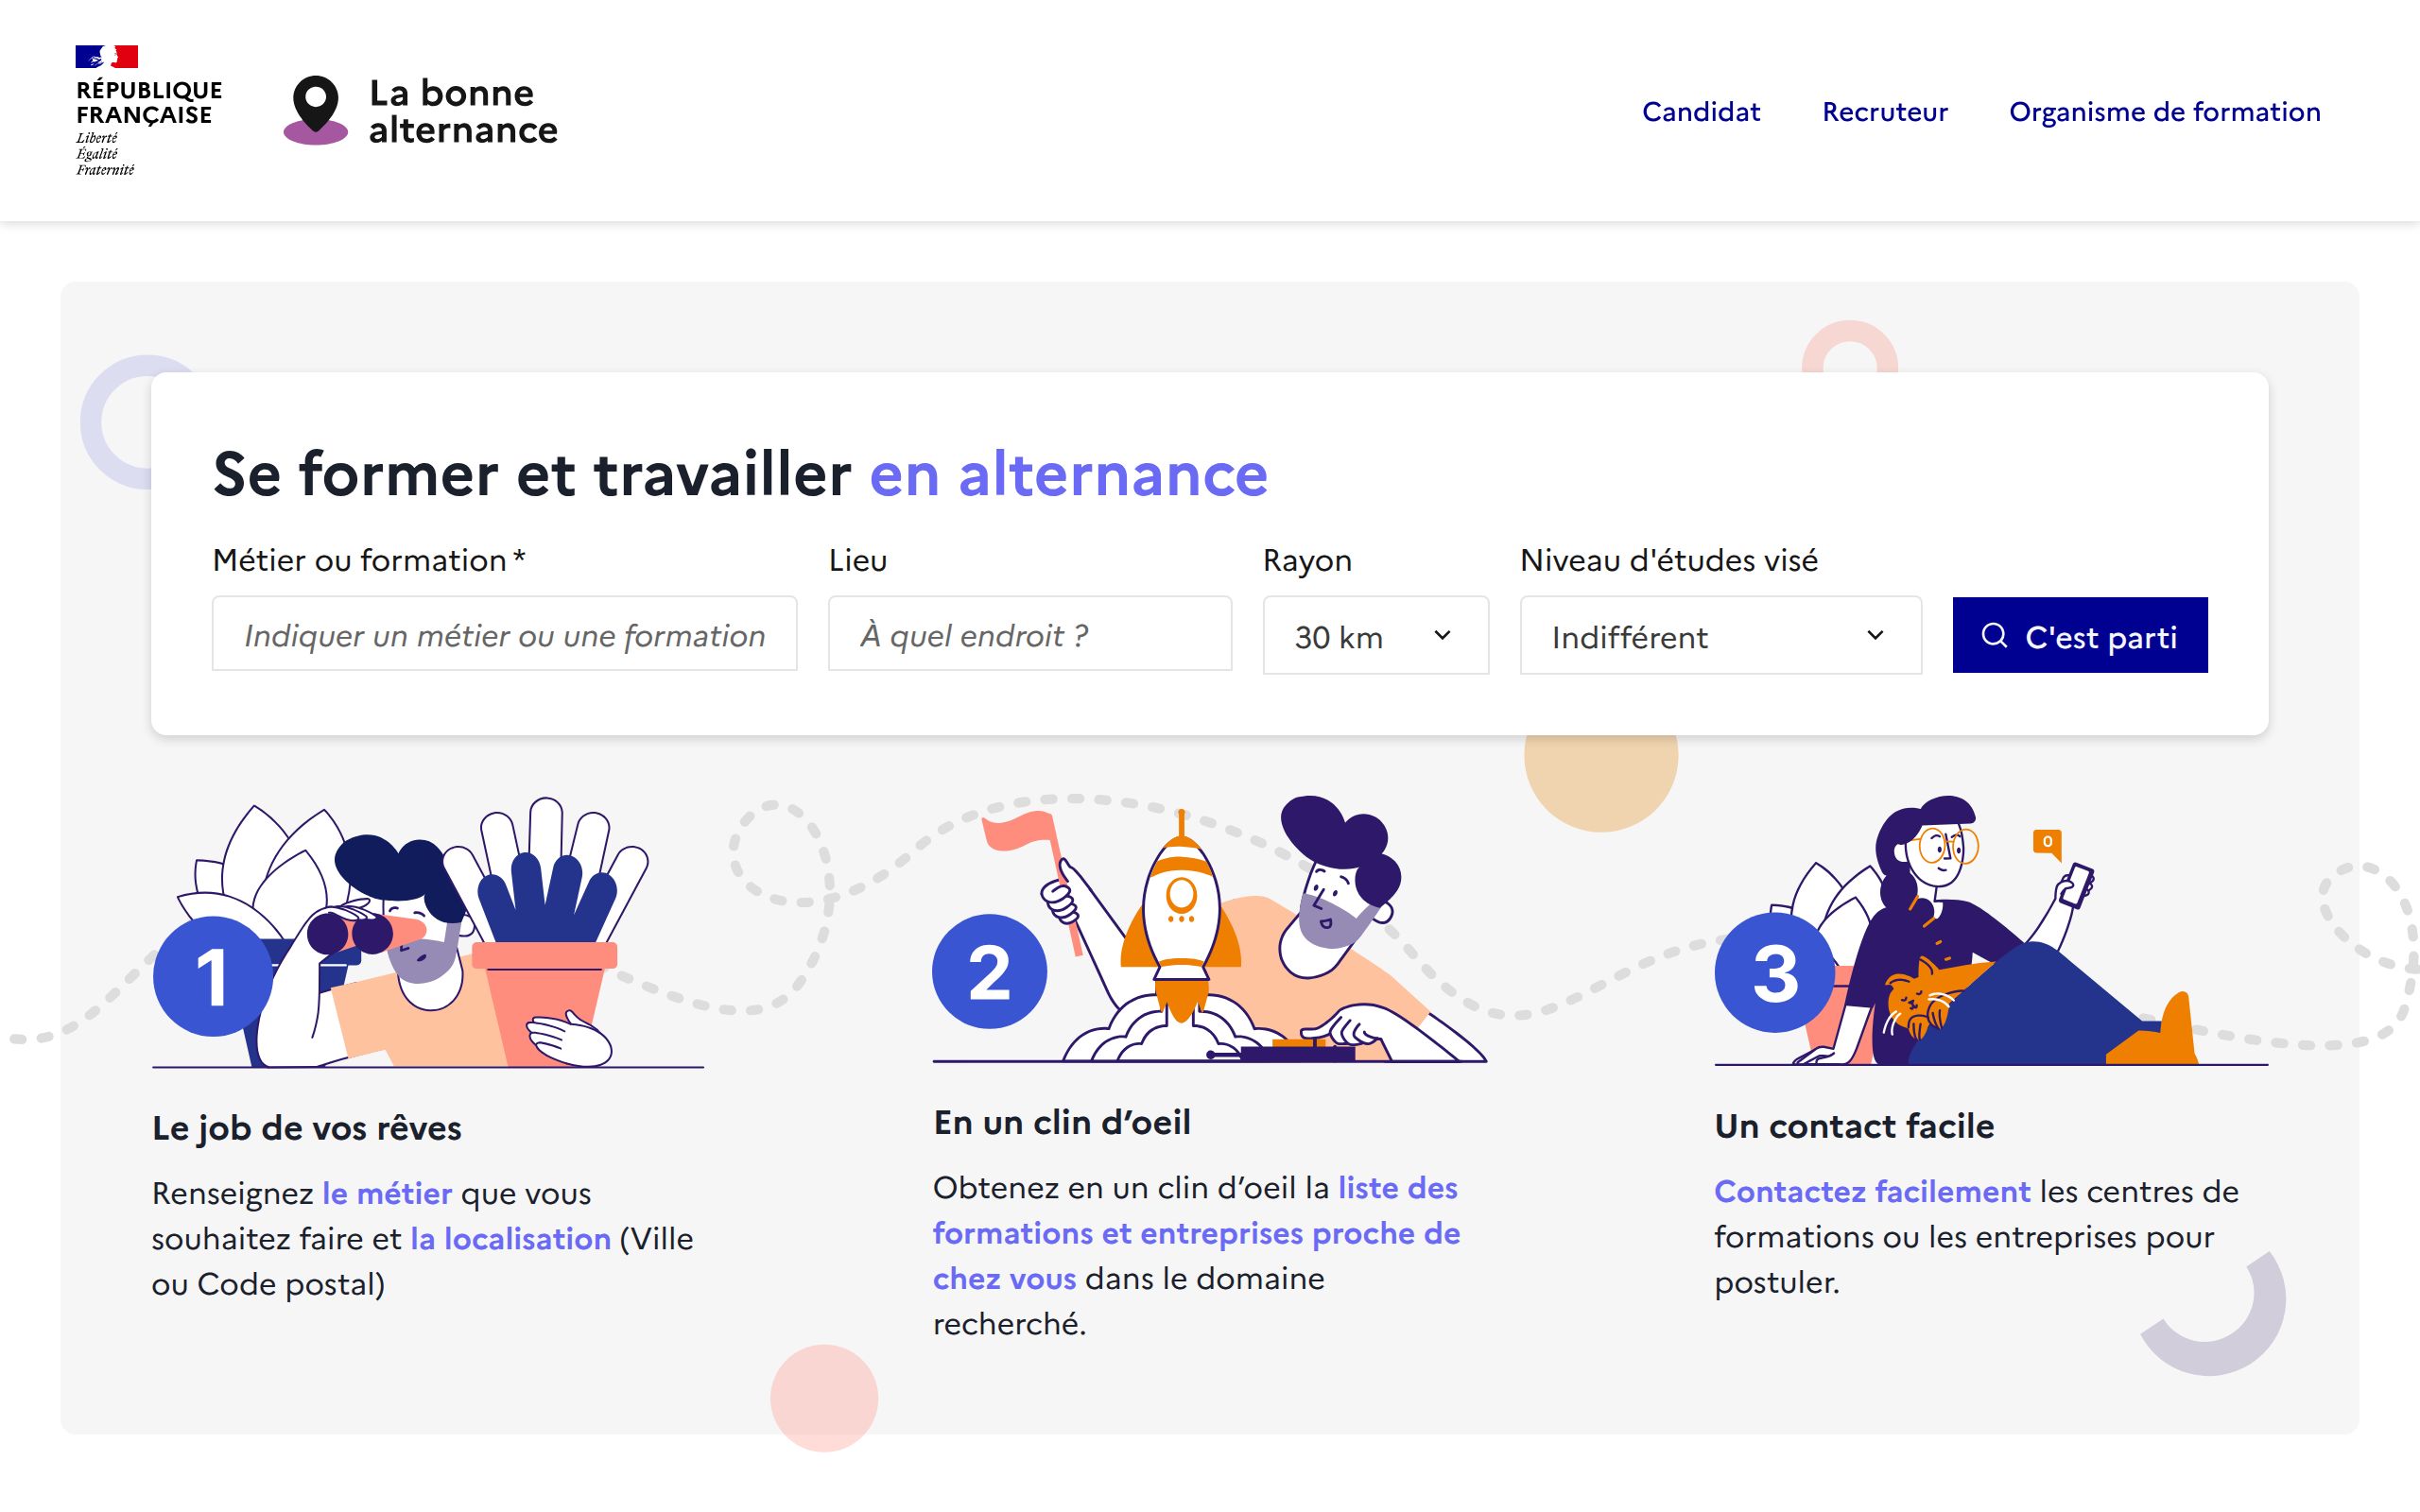 RÉPUBLIQUE
FRANÇAISE
Liberté
Égalité
Fraternité
La bonne
alternance
Candidat
Recruteur
Organisme de formation
Se former et travailler en alternance
Métier ou formation *
Lieu
Rayon
Niveau d'études visé
Indiquer un métier ou une formation
À quel endroit ?
30 km
Indifférent
C'est parti
1
2
3
0
Le job de vos rêves
Renseignez le métier que vous
souhaitez faire et la localisation (Ville
ou Code postal)
En un clin d’oeil
Obtenez en un clin d’oeil la liste des
formations et entreprises proche de
chez vous dans le domaine
recherché.
Un contact facile
Contactez facilement les centres de
formations ou les entreprises pour
postuler.